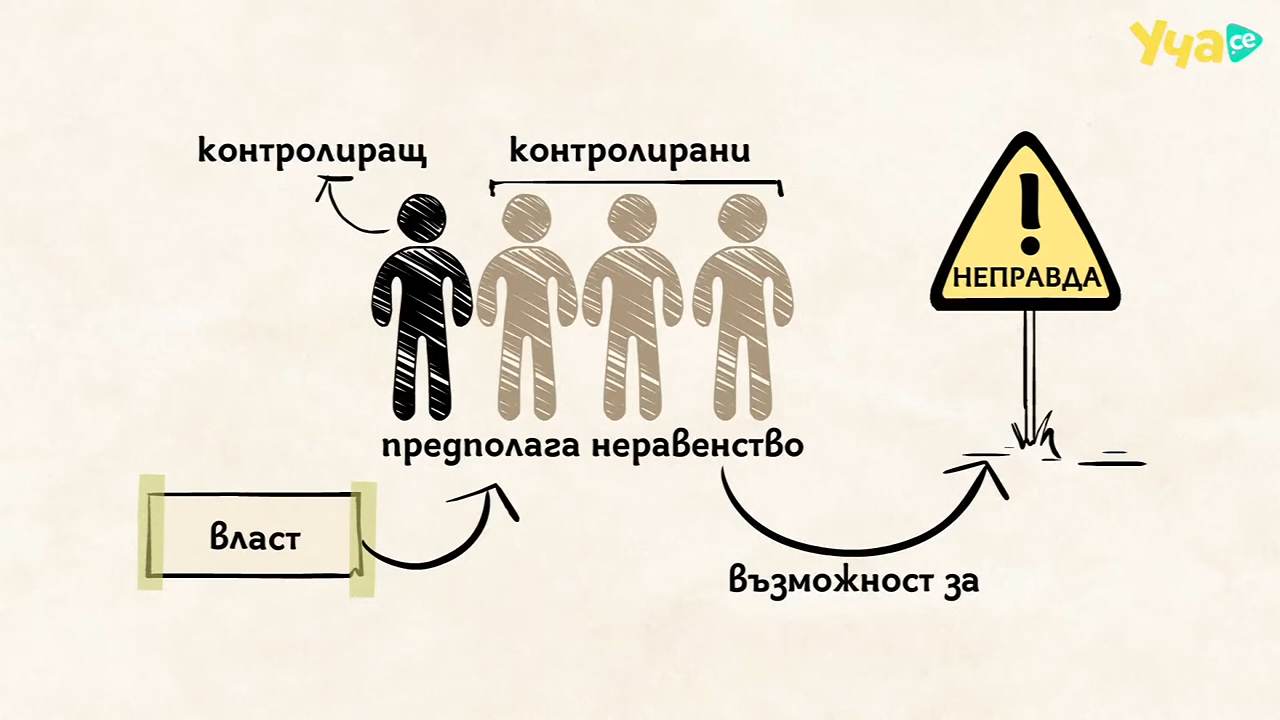 Уча се
контролиращ
контролирани
НЕПРАВДА
предполага неравенство
власт
възможност за